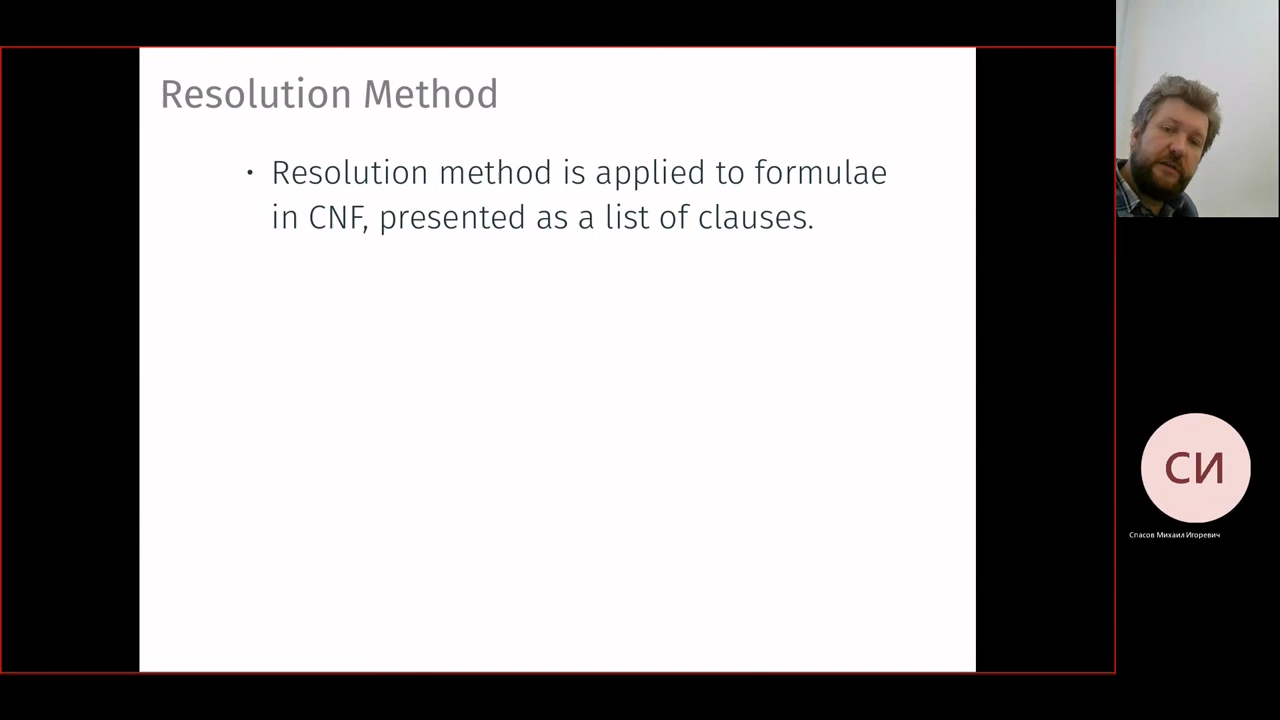 Resolution Method
• Resolution method is applied to formulae
in CNF, presented as a list of clauses.
СИ
Спасов Михаил Игоревич